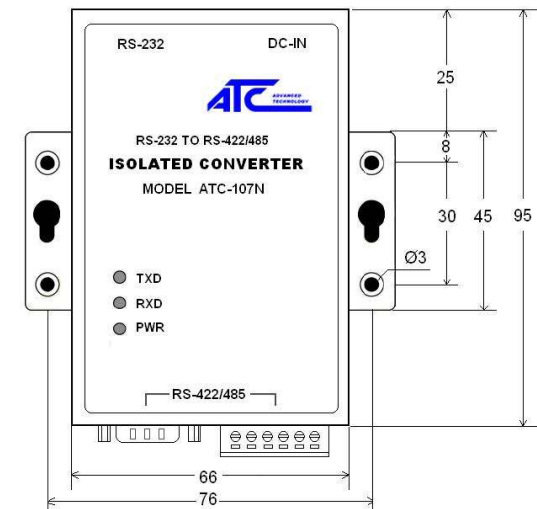 RS-232 DC-IN
ATC ADVANCED
TECHNOLOGY
RS-232 TO RS-422/485
ISOLATED CONVERTER
MODEL ATC-107N
TXD
RXD
PWR
RS-422/485
25
8
30
45
95
Ø3
66
76